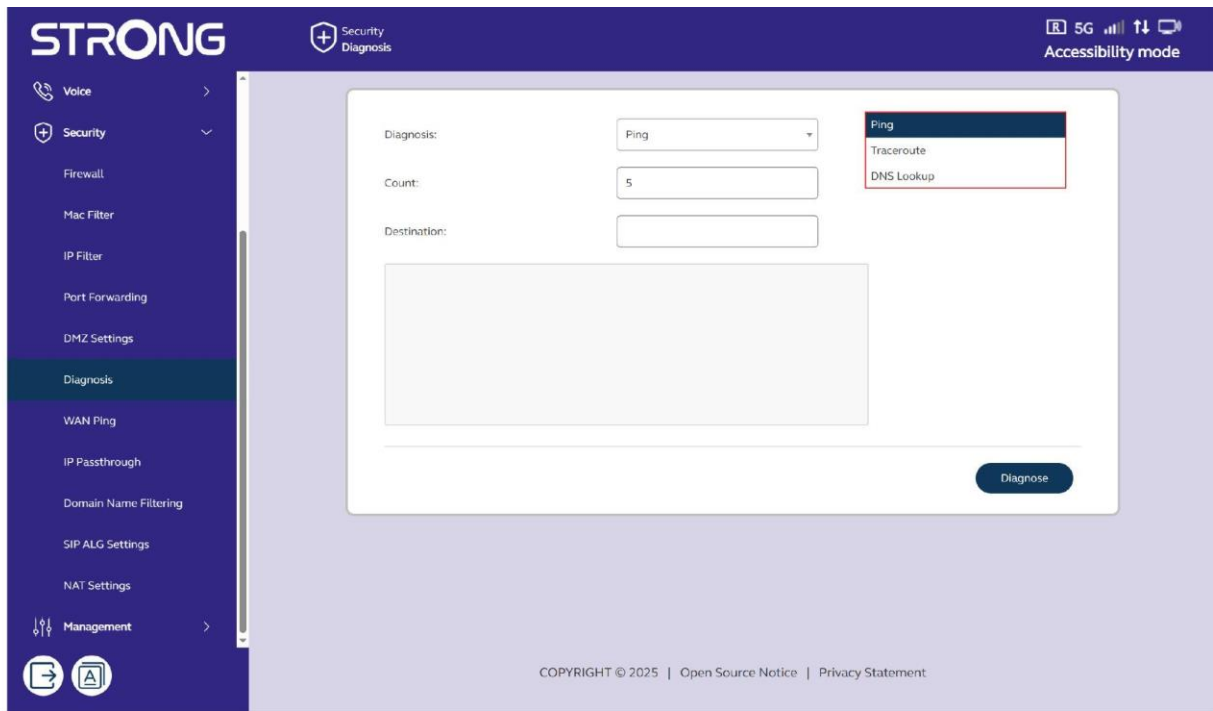 STRONG
Security
Diagnosis
R 5G
Accessibility mode
Voice
Security
Firewall
Mac Filter
IP Filter
Port Forwarding
DMZ Settings
Diagnosis
WAN Ping
IP Passthrough
Domain Name Filtering
SIP ALG Settings
NAT Settings
Management
A
Diagnosis: Ping
Count: 5
Destination:
Ping
Traceroute
DNS Lookup
Diagnose
COPYRIGHT © 2025 | Open Source Notice | Privacy Statement